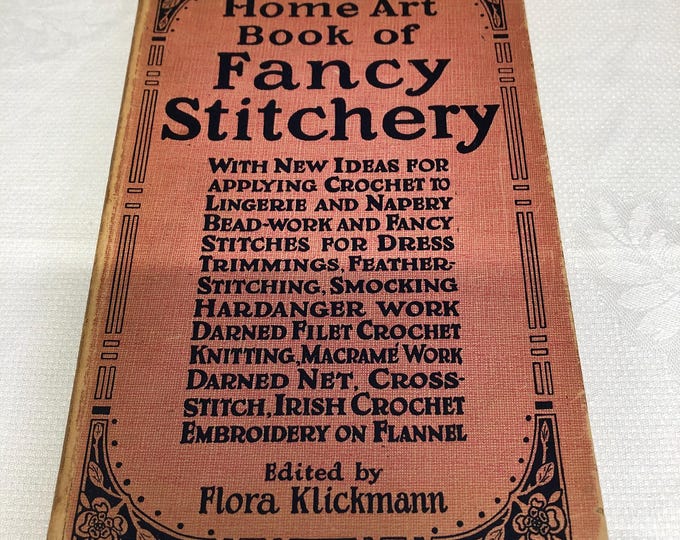 Home Art
Book of
Fancy
Stitchery
With New Ideas for
applying Crochet to
Lingerie and Napery
Bead-work and Fancy
Stitches for Dress
Trimmings, Feather-
Stitching, Smocking
Hardanger work
Darned Filet Crochet
Knitting, Macramé Work
Darned Net, Cross-
stitch, Irish Crochet
Embroidery on Flannel
Edited by
Flora Klickmann